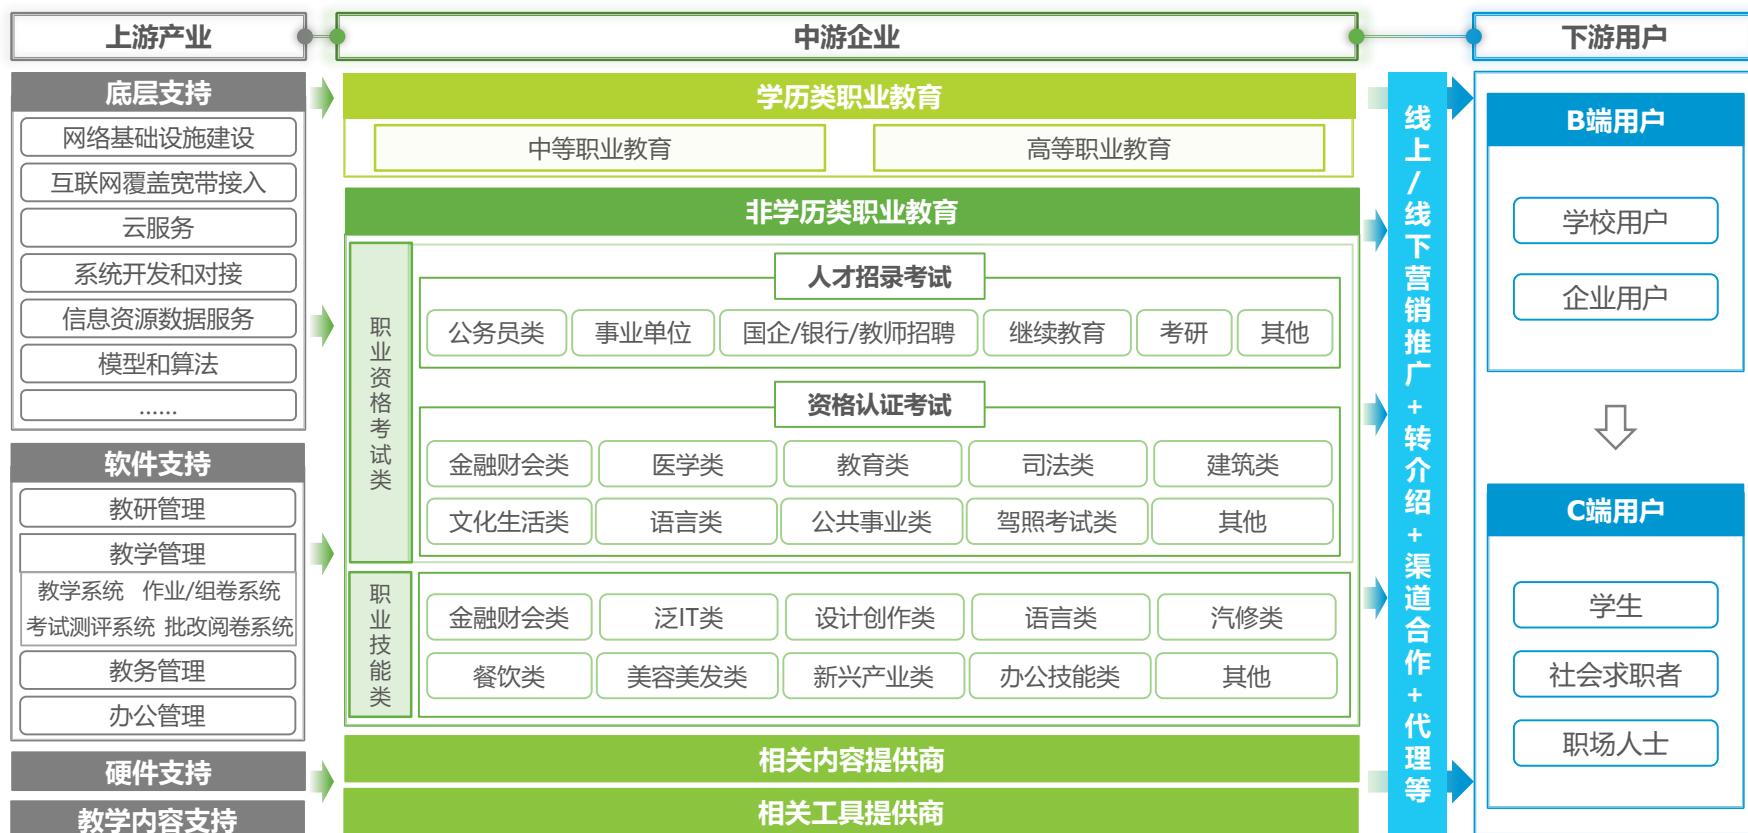 上游产业
中游企业
下游用户
底层支持
网络基础设施建设
互联网覆盖宽带接入
云服务
系统开发和对接
信息资源数据服务
模型和算法
......
软件支持
教研管理
教学管理
教学系统 作业/组卷系统
考试测评系统 批改阅卷系统
教务管理
办公管理
硬件支持
教学内容支持
学历类职业教育
中等职业教育 高等职业教育
非学历类职业教育
职业资格考试类
人才招录考试
公务员类 事业单位 国企/银行/教师招聘 继续教育 考研 其他
资格认证考试
金融财会类 医学类 教育类 司法类 建筑类
文化生活类 语言类 公共事业类 驾照考试类 其他
职业技能类
金融财会类 泛IT类 设计创作类 语言类 汽修类
餐饮类 美容美发类 新兴产业类 办公技能类 其他
相关内容提供商
相关工具提供商
线上/线下营销推广+转介绍+渠道合作+代理等
B端用户
学校用户
企业用户
C端用户
学生
社会求职者
职场人士